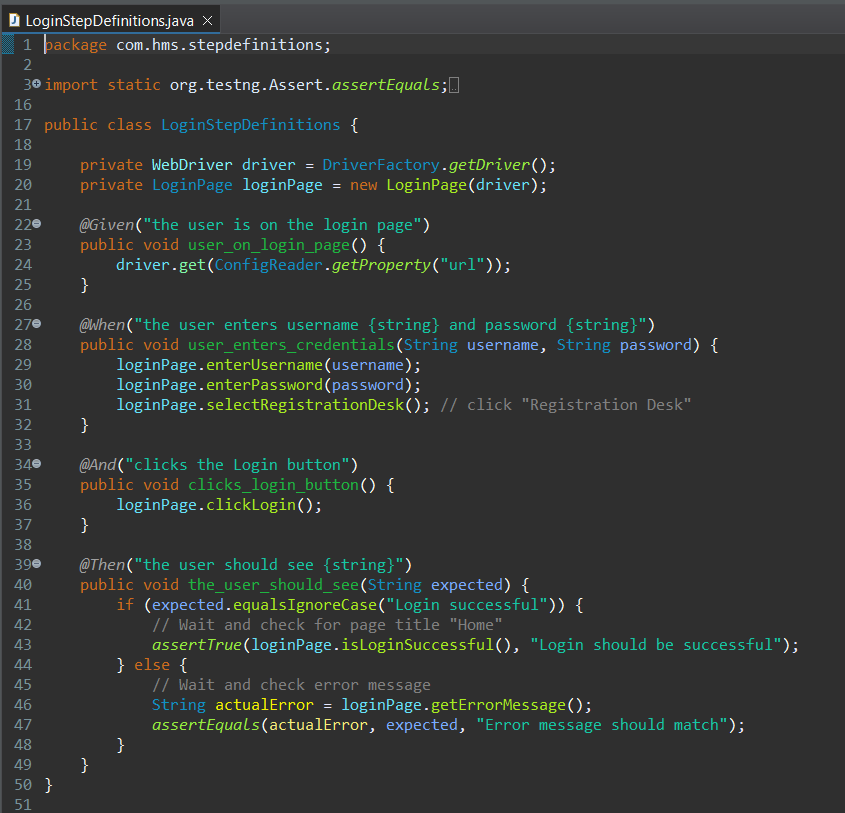 LoginStepDefinitions.java
1 package com.hms.stepdefinitions;
2
3 import static org.testng.Assert.assertEquals;
16
17 public class LoginStepDefinitions {
18
19     private WebDriver driver = DriverFactory.getDriver();
20     private LoginPage loginPage = new LoginPage(driver);
21
22     @Given("the user is on the login page")
23     public void user_on_login_page() {
24         driver.get(ConfigReader.getProperty("url"));
25     }
26
27     @When("the user enters username {string} and password {string}")
28     public void user_enters_credentials(String username, String password) {
29         loginPage.enterUsername(username);
30         loginPage.enterPassword(password);
31         loginPage.selectRegistrationDesk(); // click "Registration Desk"
32     }
33
34     @And("clicks the Login button")
35     public void clicks_login_button() {
36         loginPage.clickLogin();
37     }
38
39     @Then("the user should see {string}")
40     public void the_user_should_see(String expected) {
41         if (expected.equalsIgnoreCase("Login successful")) {
42             // Wait and check for page title "Home"
43             assertTrue(loginPage.isLoginSuccessful(), "Login should be successful");
44         } else {
45             // Wait and check error message
46             String actualError = loginPage.getErrorMessage();
47             assertEquals(actualError, expected, "Error message should match");
48         }
49     }
50 }
51